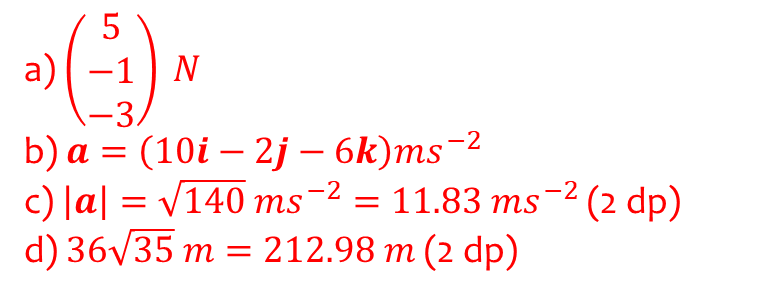 a) (5 −1 −3) N
b) a = (10i − 2j − 6k)ms⁻²
c) |a| = √140 ms⁻² = 11.83 ms⁻² (2 dp)
d) 36√35 m = 212.98 m (2 dp)